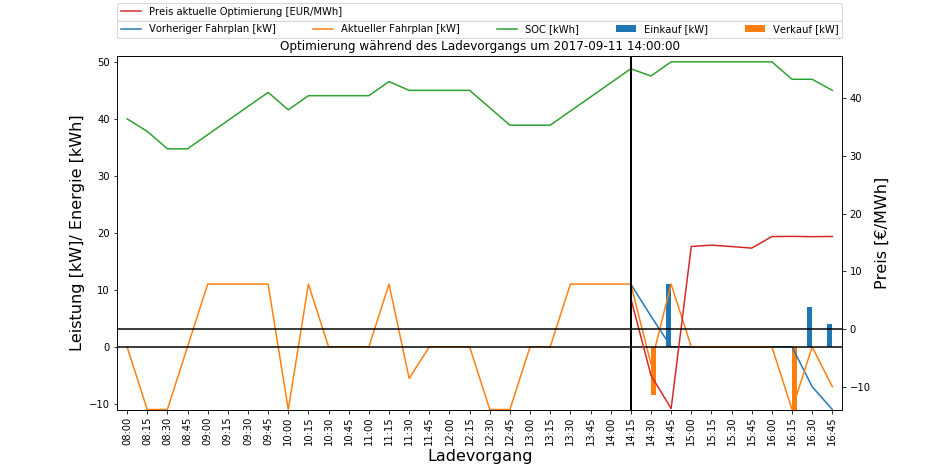 Preis aktuelle Optimierung [EUR/MWh]
Vorheriger Fahrplan [kW] Aktueller Fahrplan [kW] SOC [kWh] Einkauf [kW] Verkauf [kW]
Optimierung während des Ladevorgangs um 2017-09-11 14:00:00
Leistung [kW]/ Energie [kWh]
50
40
30
20
10
0
−10
40
30
20
10
0
−10
Preis [€/MWh]
08:00 08:15 08:30 08:45 09:00 09:15 09:30 09:45 10:00 10:15 10:30 10:45 11:00 11:15 11:30 11:45 12:00 12:15 12:30 12:45 13:00 13:15 13:30 13:45 14:00 14:15 14:30 14:45 15:00 15:15 15:30 15:45 16:00 16:15 16:30 16:45
Ladevorgang